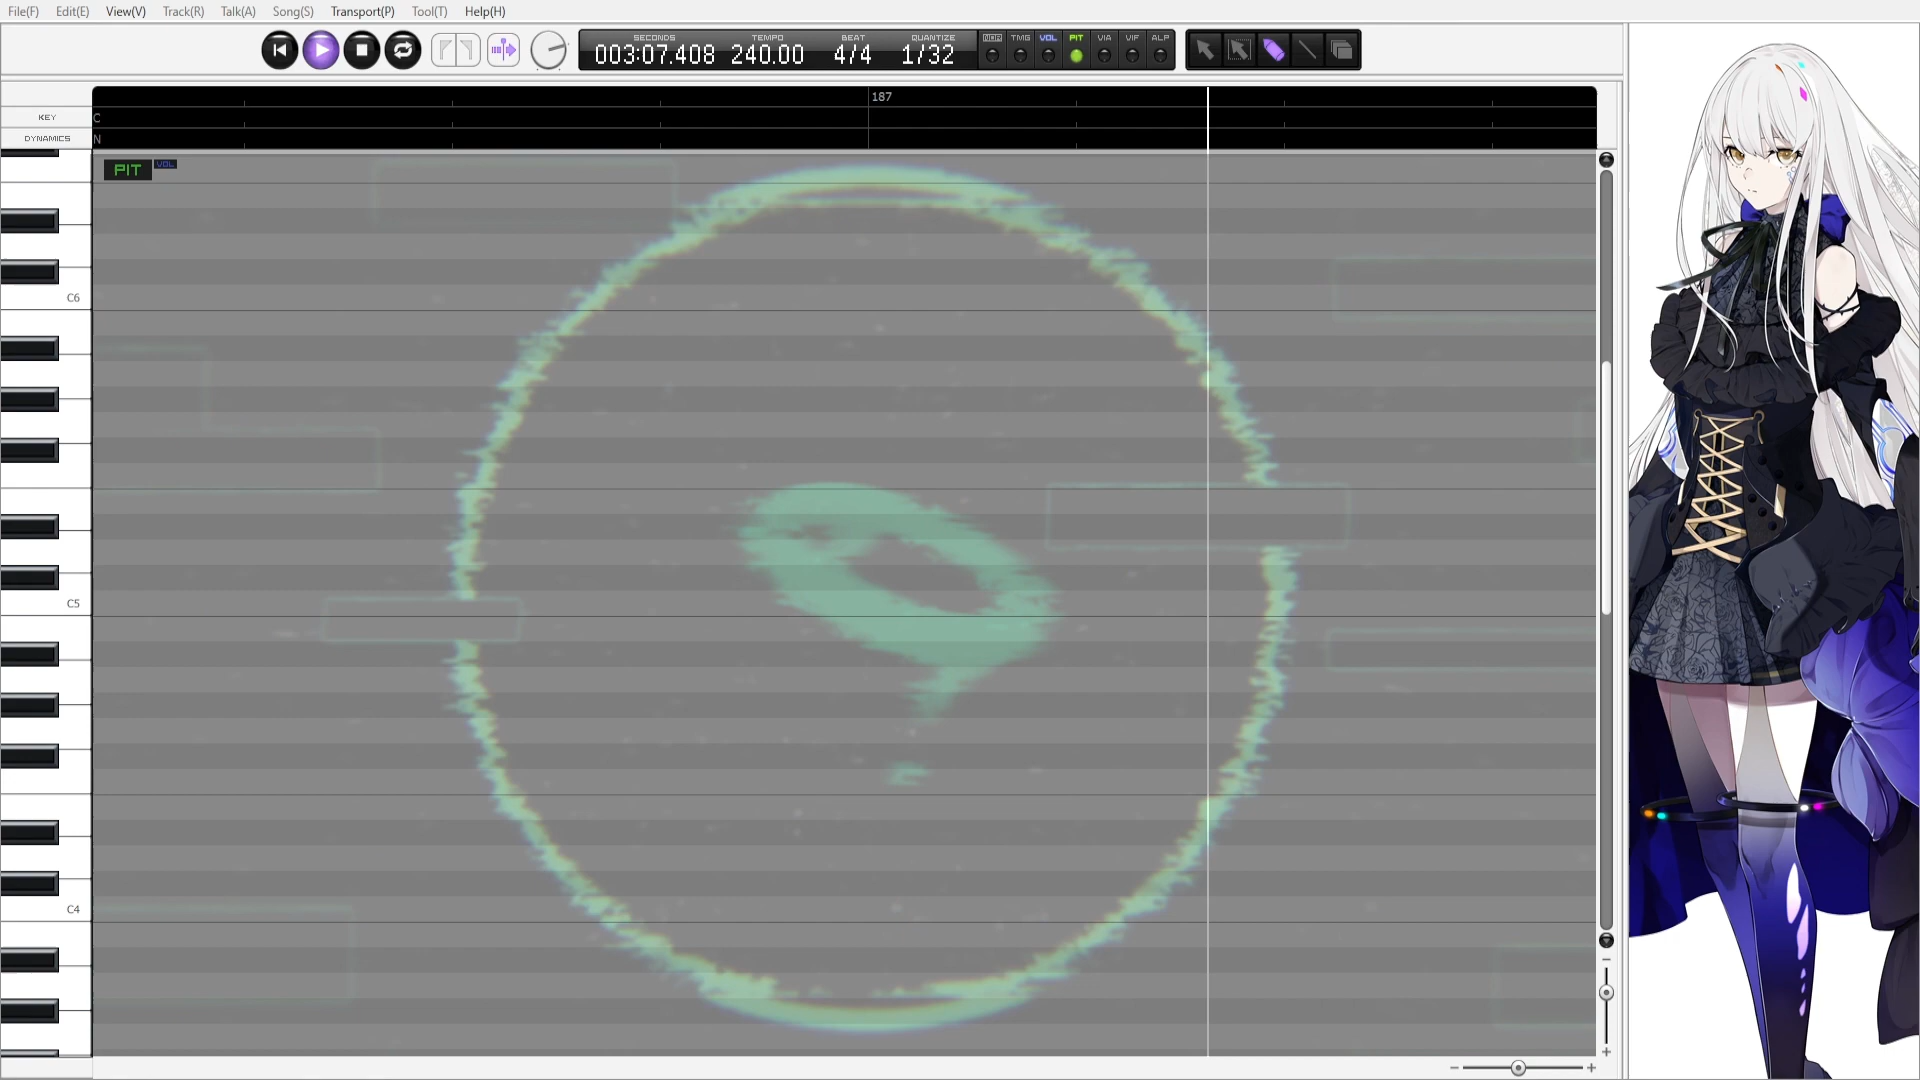 File(F) Edit(E) View(V) Track(R) Talk(A) Song(S) Transport(P) Tool(T) Help(H)
SECONDS TEMPO BEAT QUANTIZE NOR TMG VOL PIT VIA VIF ALP
003:07.408 240.00 4/4 1/32
187
KEY C
DYNAMICS N
PIT VOL
C6
C5
C4